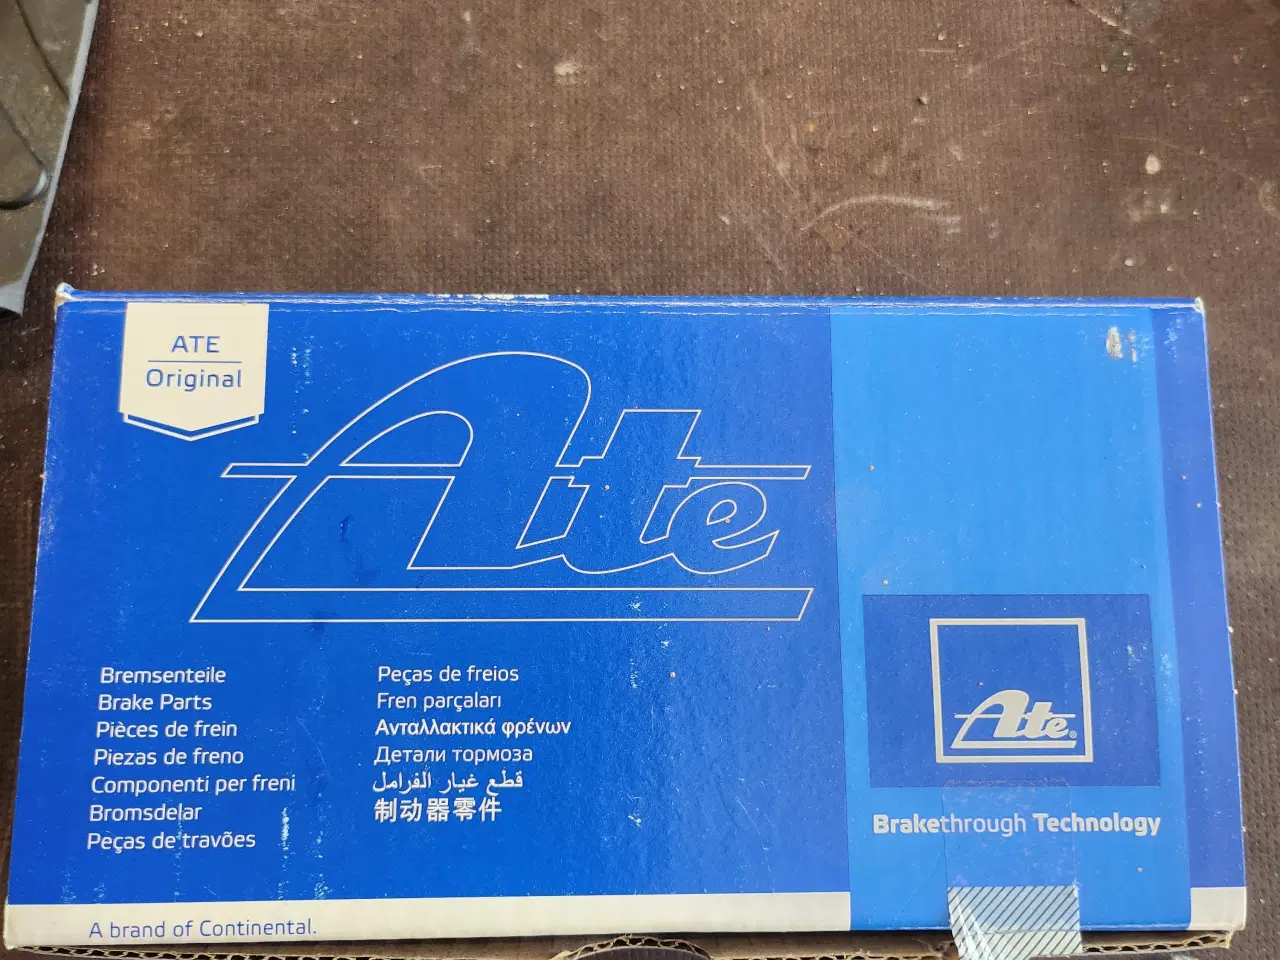 ATE
Original
Ate
Bremsenteile
Brake Parts
Pièces de frein
Piezas de freno
Componenti per freni
Bromsdelar
Peças de travões
Peças de freios
Fren parçaları
Ανταλλακτικά φρένων
Детали тормоза
قطع غيار الفرامل
制动器零件
Ate®
Brakethrough Technology
A brand of Continental.